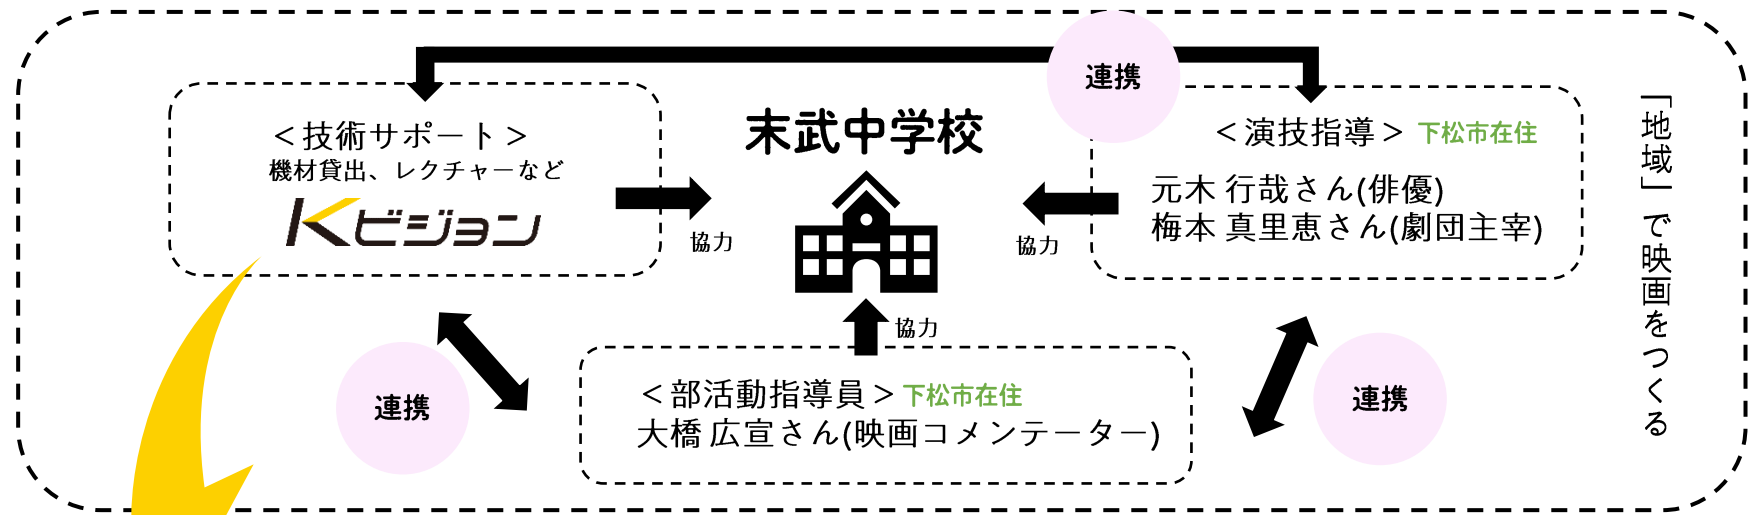 連携
＜技術サポート＞
機材貸出、レクチャーなど
Kビジョン
末武中学校
＜演技指導＞ 下松市在住
元木 行哉さん(俳優)
梅本 真里恵さん(劇団主宰)
協力
協力
協力
連携
＜部活動指導員＞ 下松市在住
大橋 広宣さん(映画コメンテーター)
連携
「地域」で映画をつくる